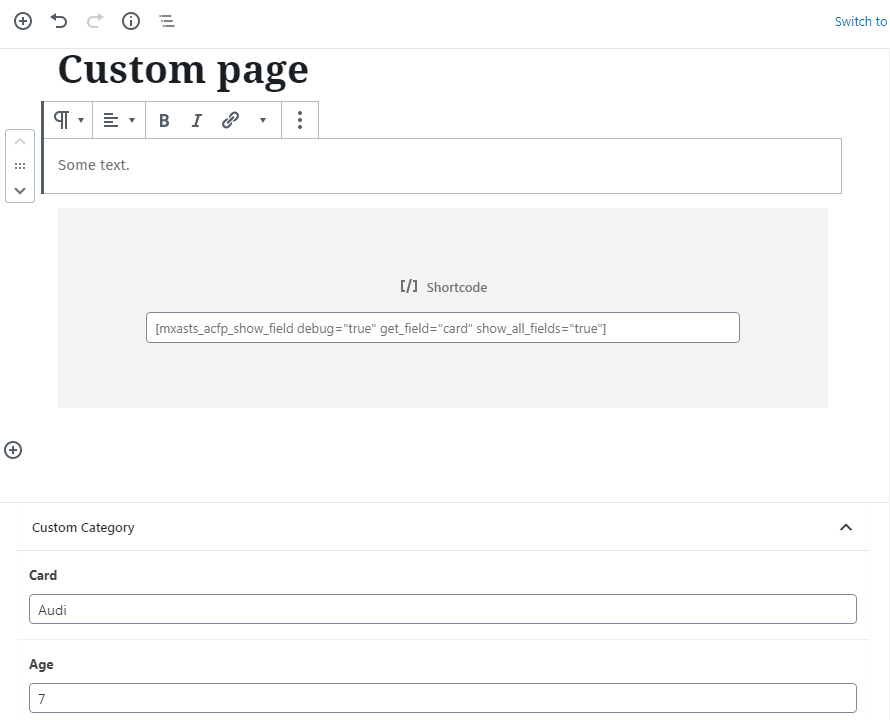 Switch to
Custom page
B I
Some text.
[/] Shortcode
[mxasts_acfp_show_field debug="true" get_field="card" show_all_fields="true"]
Custom Category
Card
Audi
Age
7